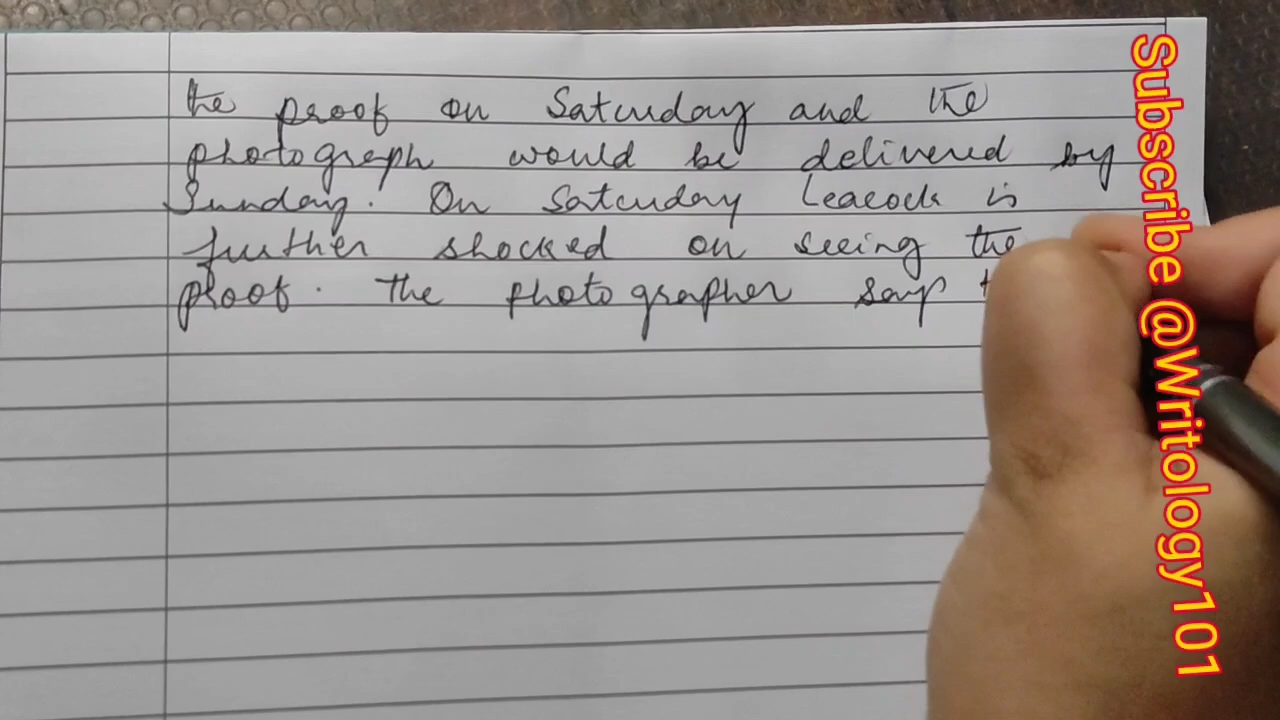 the proof on Saturday and the
photograph would be delivered by
Sunday. On Saturday Leacock is
further shocked on seeing the
proof. The photographer says
Subscribe @Writology101